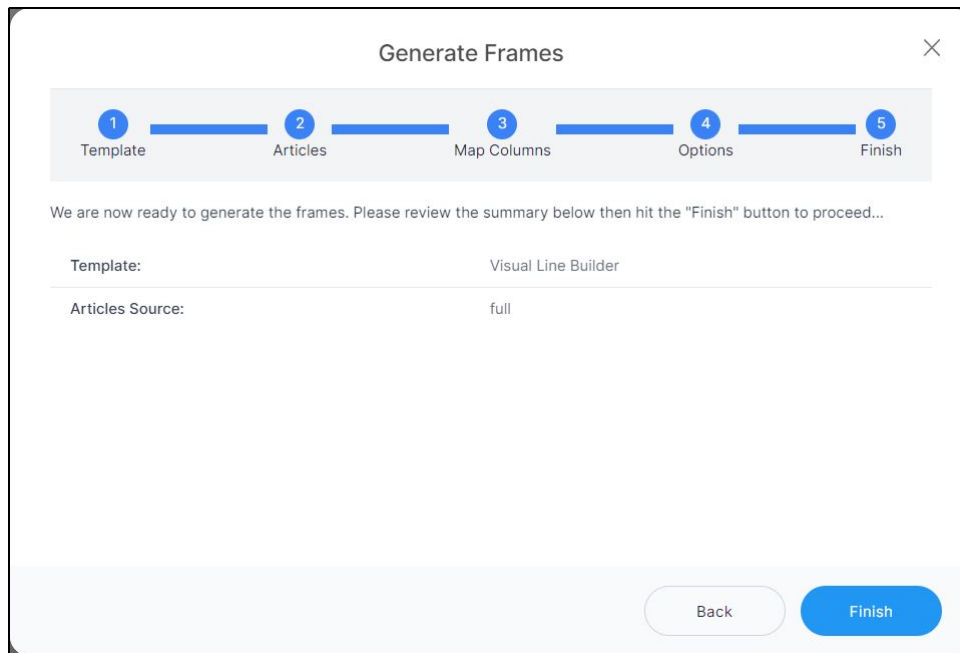 Generate Frames
1 2 3 4 5
Template Articles Map Columns Options Finish
We are now ready to generate the frames. Please review the summary below then hit the "Finish" button to proceed...
Template: Visual Line Builder
Articles Source: full
Back Finish